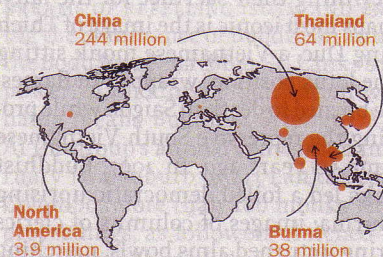 China
244 million
Thailand
64 million
North
America
3.9 million
Burma
38 million